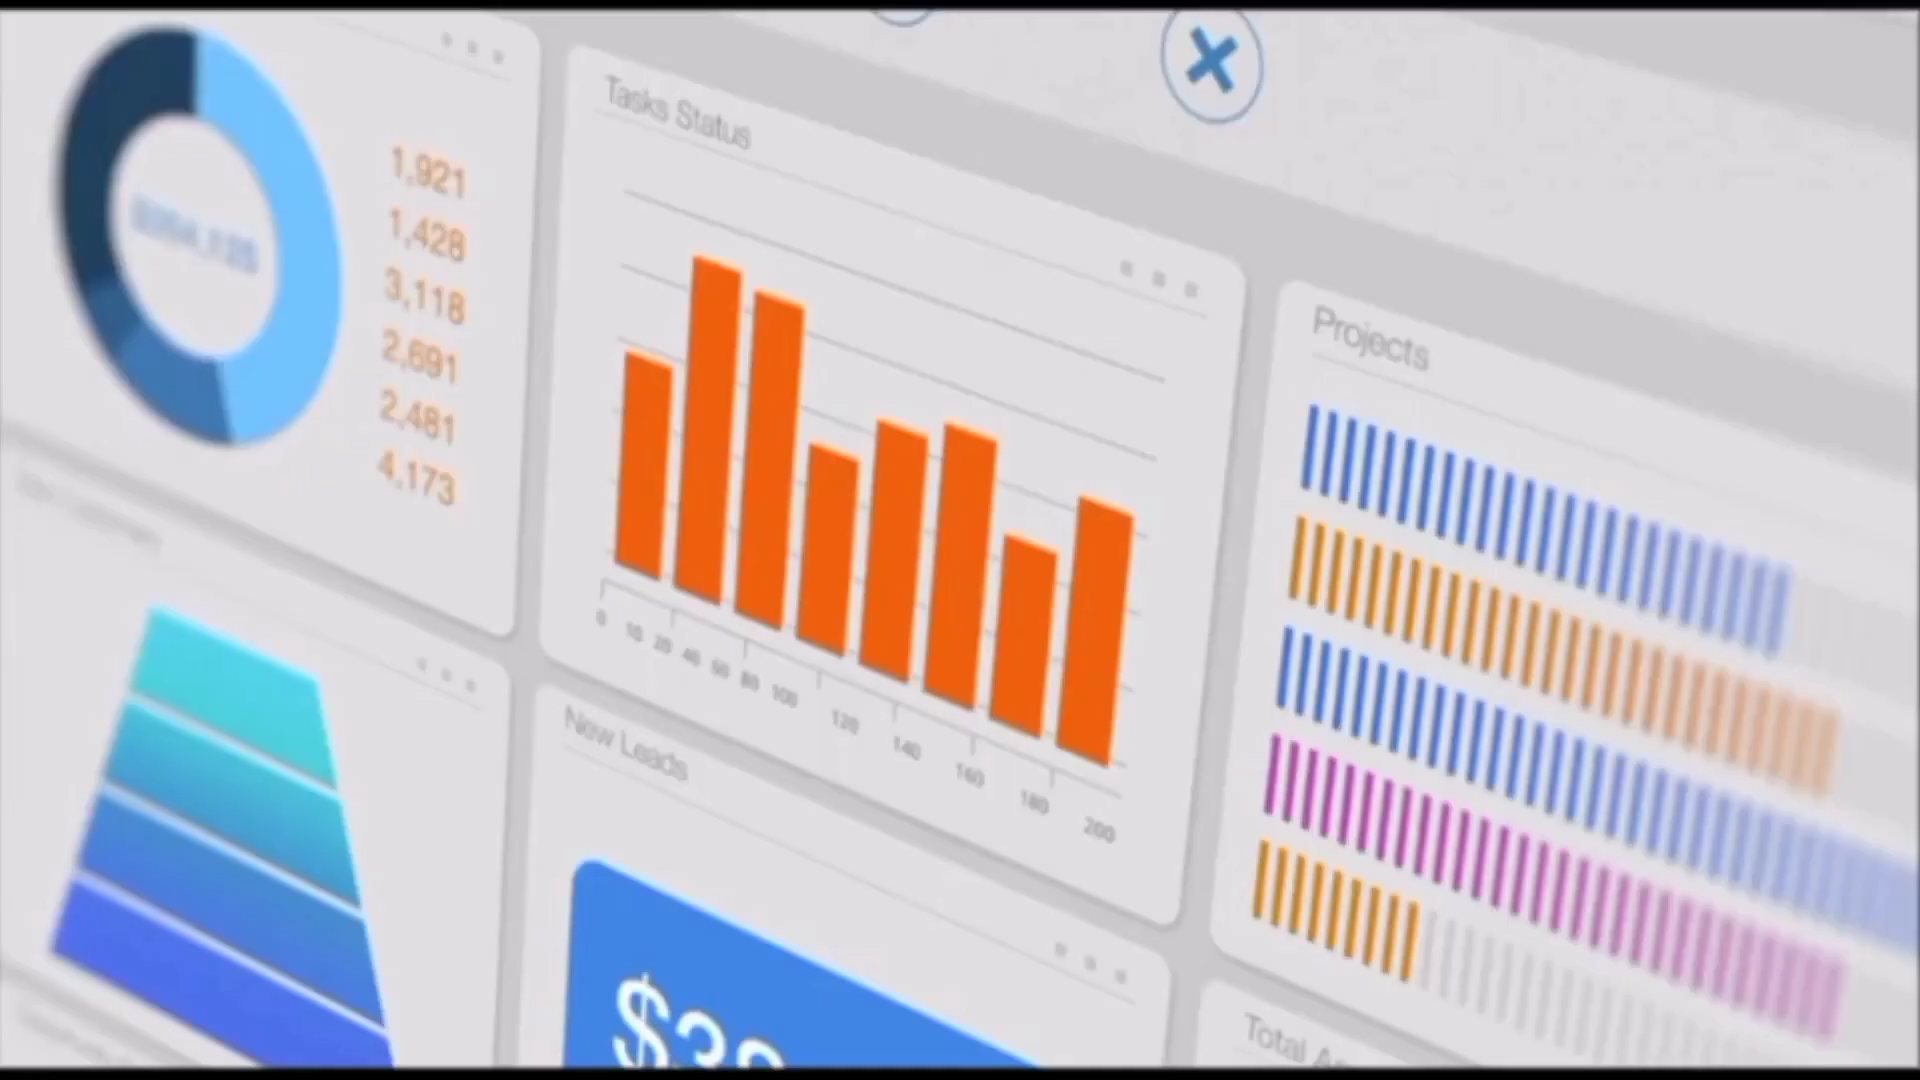 1,921
1,428
3,118
2,691
2,481
4,173
Tasks Status
0 10 20 40 60 80 100 120 140 160 180 200
Projects
New Leads
Total